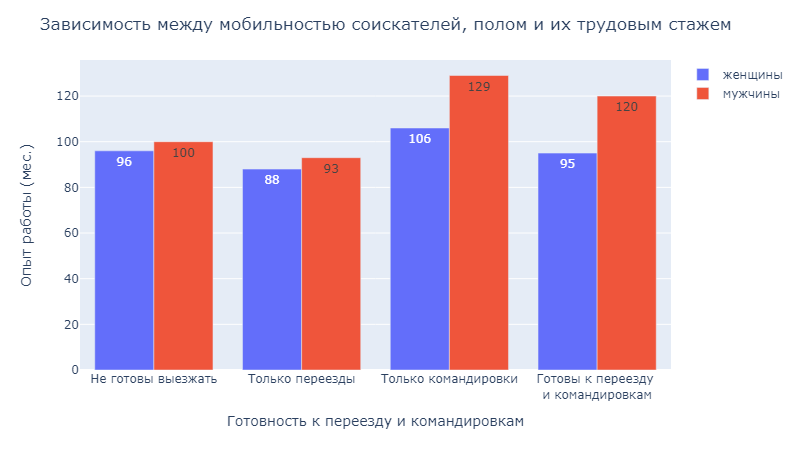 Зависимость между мобильностью соискателей, полом и их трудовым стажем
женщины
мужчины
Опыт работы (мес.)
120
100
80
60
40
20
0
96
100
88
93
106
129
95
120
Не готовы выезжать
Только переезды
Только командировки
Готовы к переезду
и командировкам
Готовность к переезду и командировкам